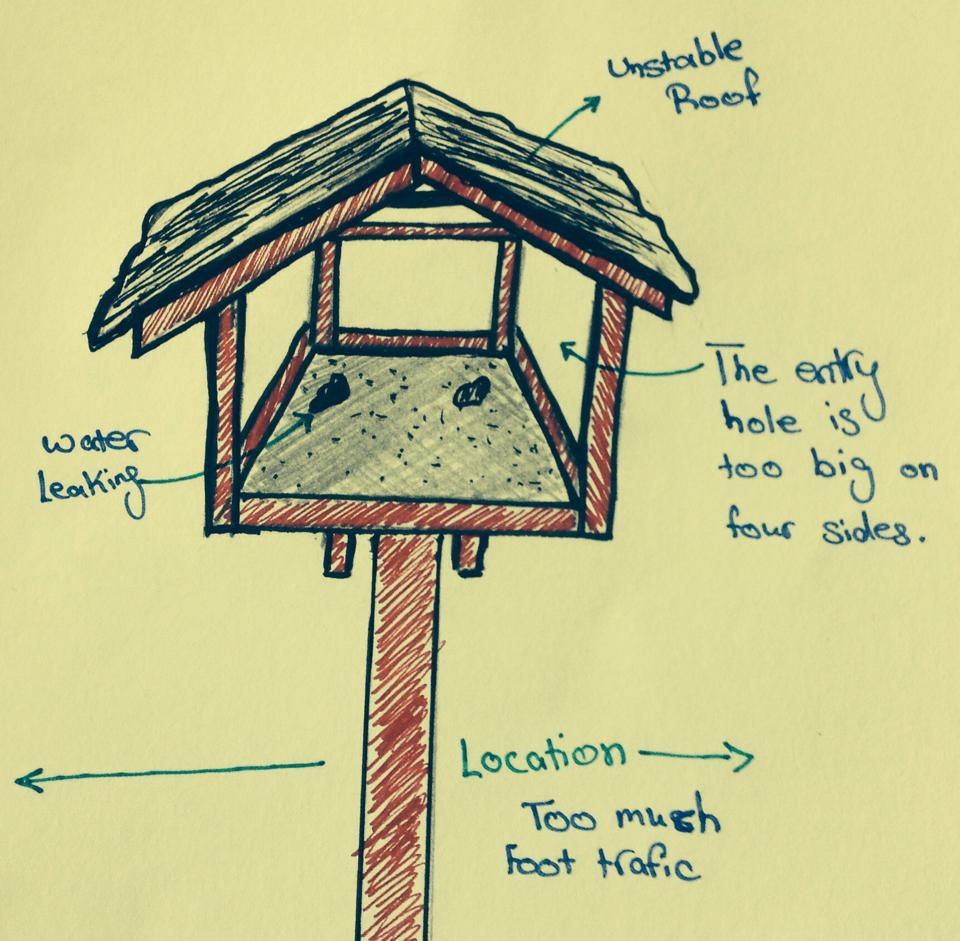 Unstable
Roof
The entry
hole is
too big on
four sides.
water
Leaking
Location
Too mush
Foot trafic